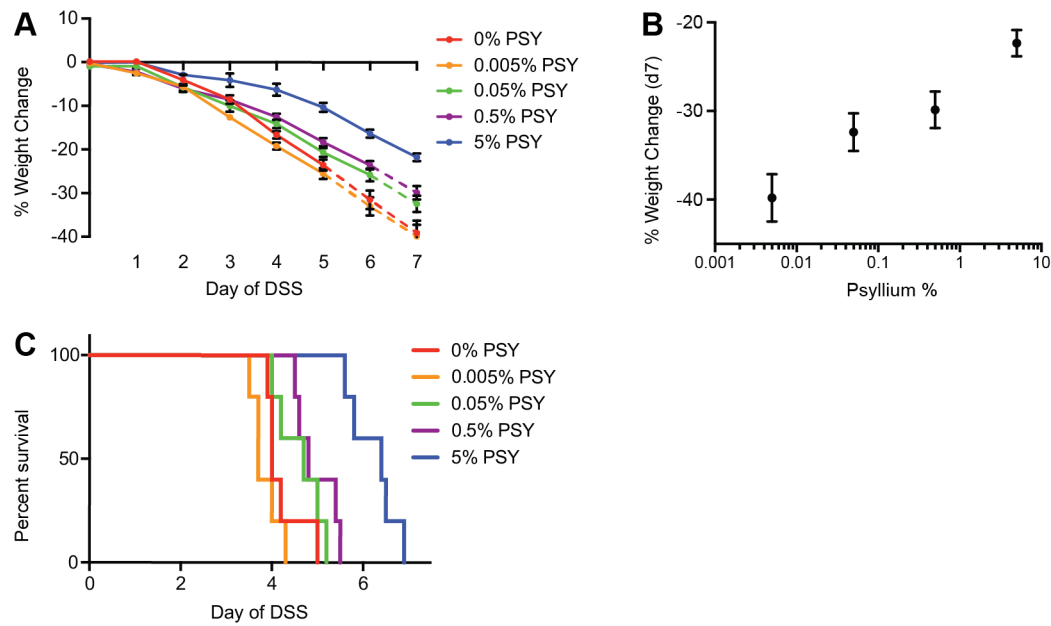 A
10
0
-10
-20
-30
-40
% Weight Change
1 2 3 4 5 6 7
Day of DSS
0% PSY
0.005% PSY
0.05% PSY
0.5% PSY
5% PSY
B
-20
-30
-40
% Weight Change (d7)
0.001 0.01 0.1 1 10
Psyllium %
C
100
50
0
Percent survival
0 2 4 6
Day of DSS
0% PSY
0.005% PSY
0.05% PSY
0.5% PSY
5% PSY